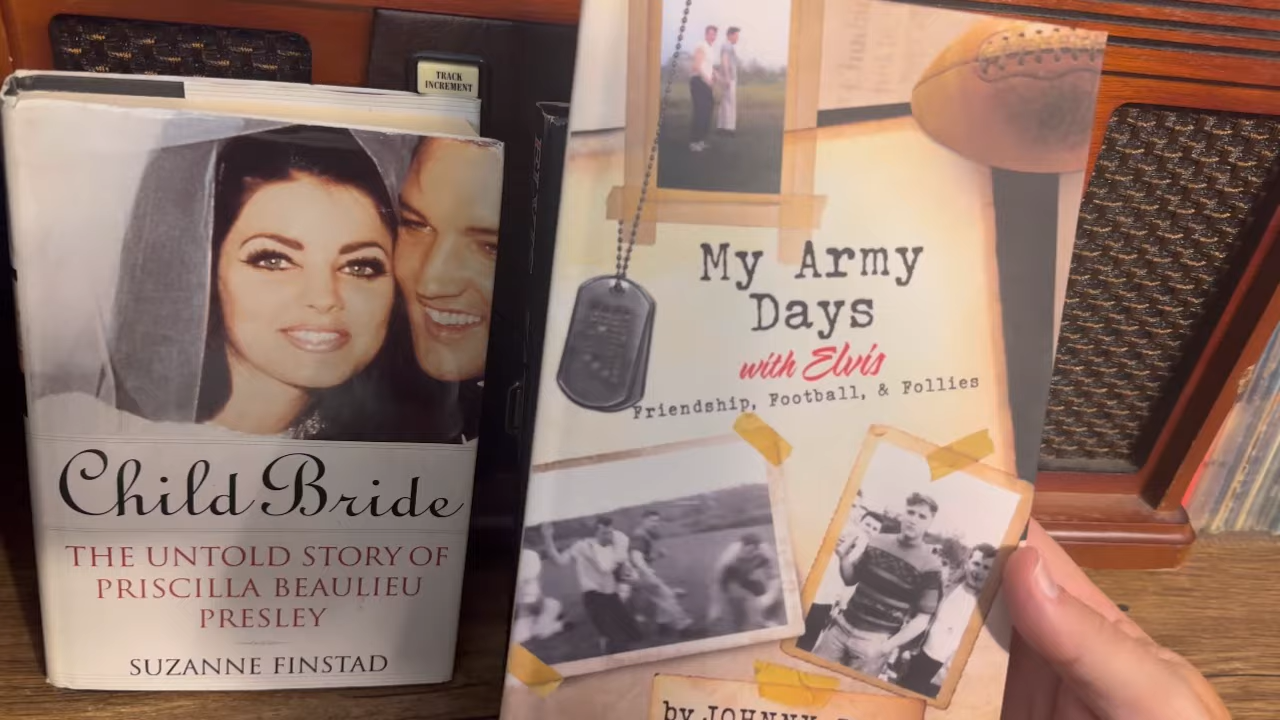 TRACK
INCREMENT
Child Bride
THE UNTOLD STORY OF
PRISCILLA BEAULIEU
PRESLEY
SUZANNE FINSTAD
My Army
Days
with Elvis
Friendship, Football, & Follies
by JOHNNY